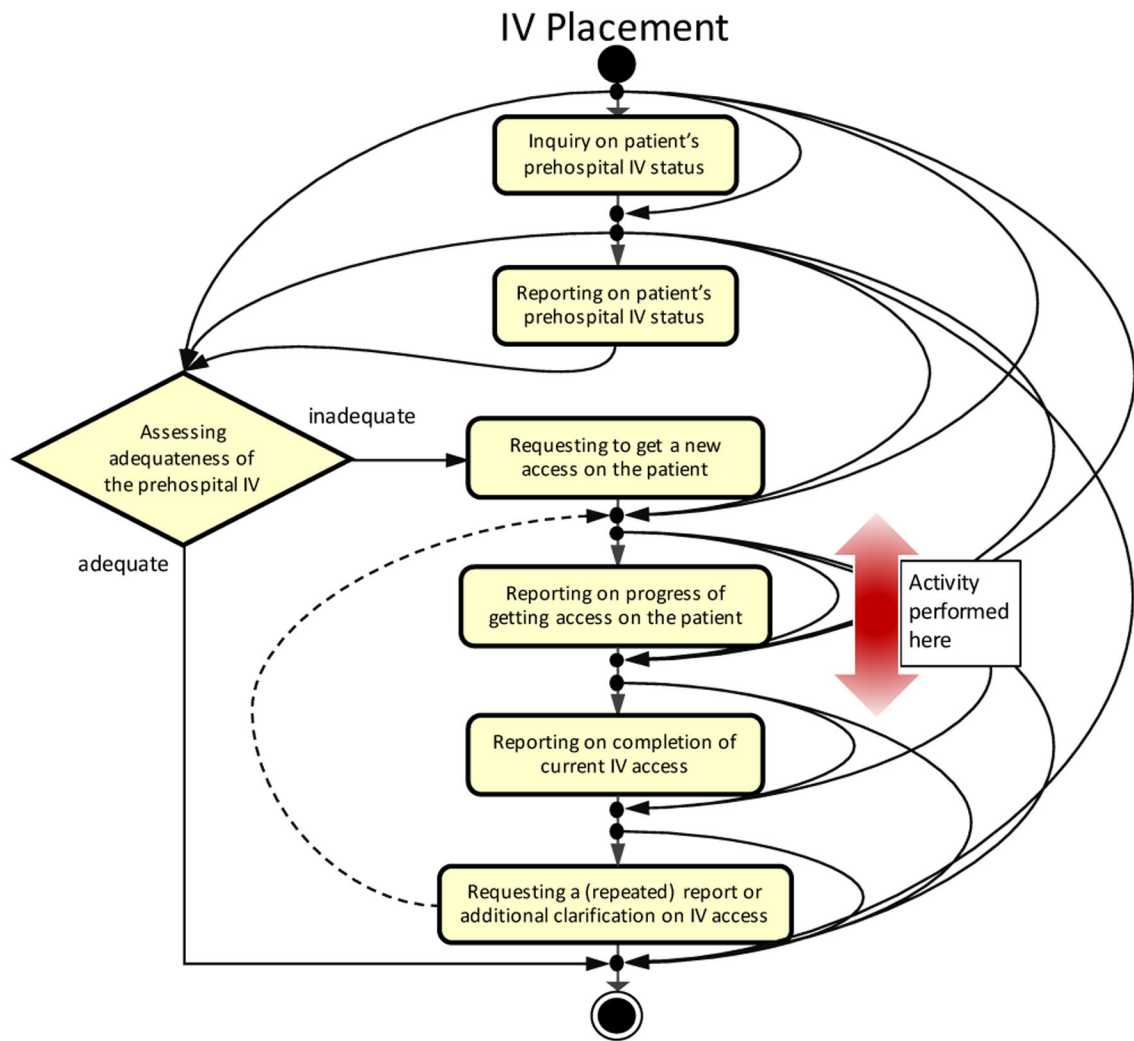 IV Placement
Inquiry on patient's
prehospital IV status
Reporting on patient's
prehospital IV status
Assessing
adequateness of
the prehospital IV
inadequate
Requesting to get a new
access on the patient
adequate
Reporting on progress of
getting access on the patient
Activity
performed
here
Reporting on completion of
current IV access
Requesting a (repeated) report or
additional clarification on IV access